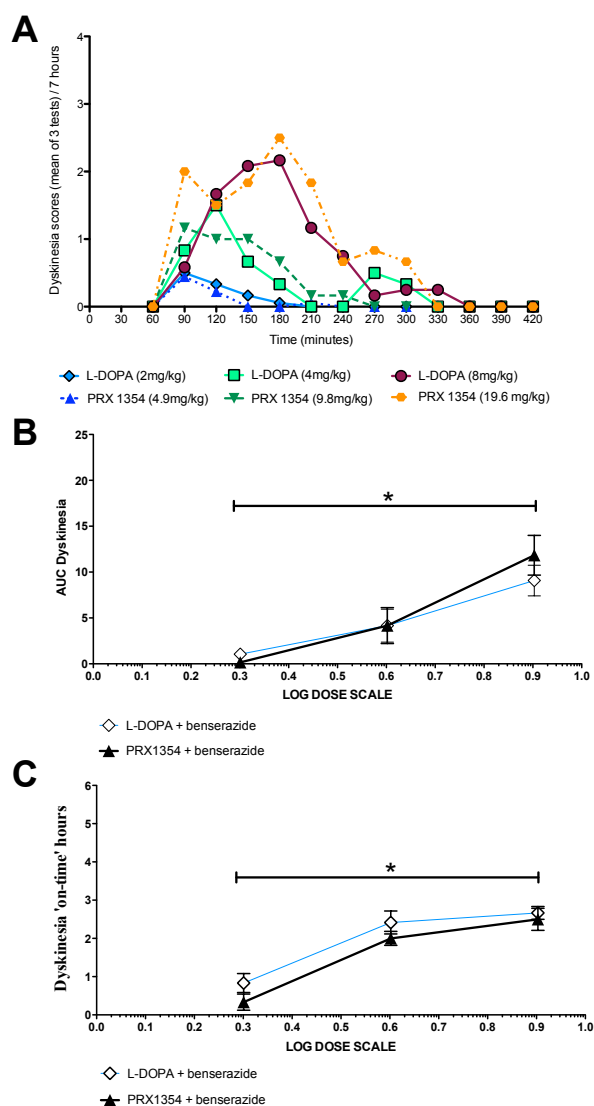 A
Dyskinesia scores (mean of 3 tests) / 7 hours
4
3
2
1
0
0 30 60 90 120 150 180 210 240 270 300 330 360 390 420
Time (minutes)
L-DOPA (2mg/kg) L-DOPA (4mg/kg) L-DOPA (8mg/kg)
PRX 1354 (4.9mg/kg) PRX 1354 (9.8mg/kg) PRX 1354 (19.6 mg/kg)
B
AUC Dyskinesia
25
20
15
10
5
0
*
0.0 0.1 0.2 0.3 0.4 0.5 0.6 0.7 0.8 0.9 1.0
LOG DOSE SCALE
L-DOPA + benserazide
PRX1354 + benserazide
C
Dyskinesia 'on-time' hours
6
5
4
3
2
1
0
*
0.0 0.1 0.2 0.3 0.4 0.5 0.6 0.7 0.8 0.9 1.0
LOG DOSE SCALE
L-DOPA + benserazide
PRX1354 + benserazide